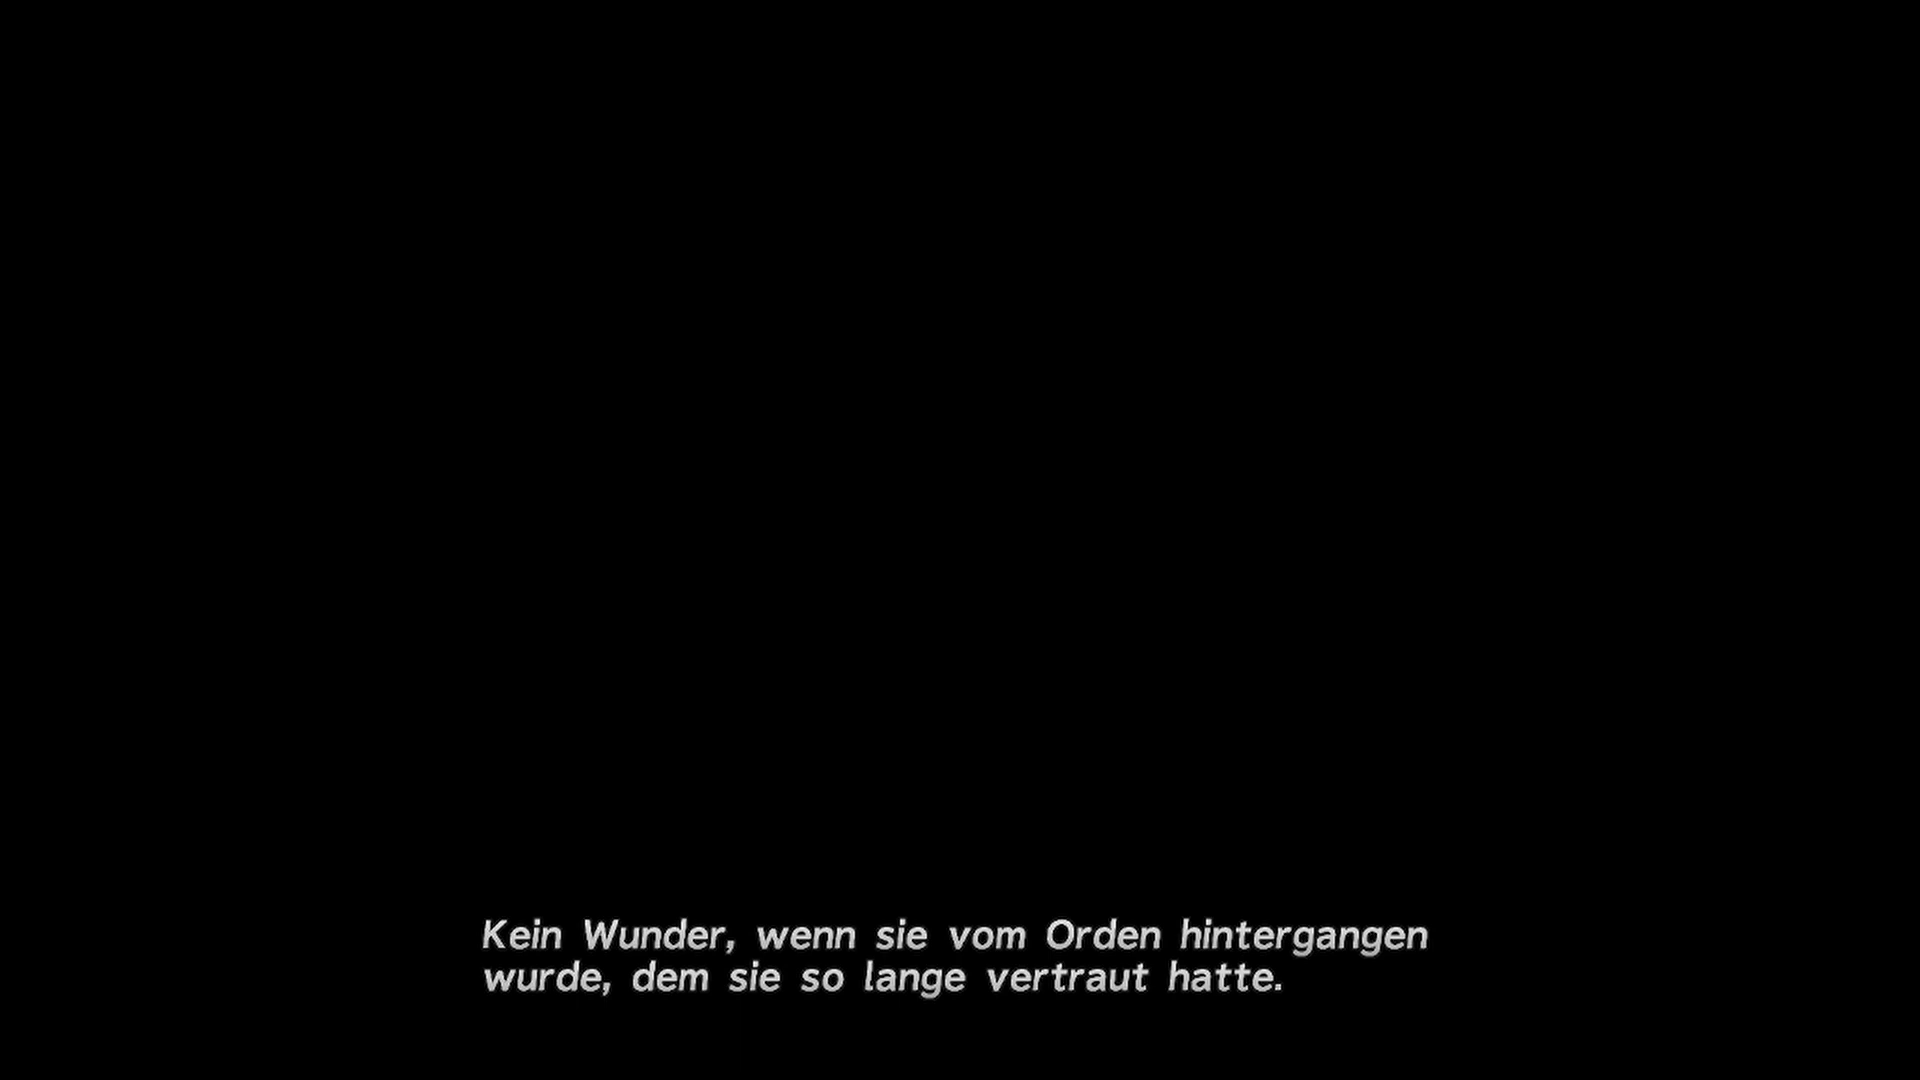 Kein Wunder, wenn sie vom Orden hintergangen
wurde, dem sie so lange vertraut hatte.